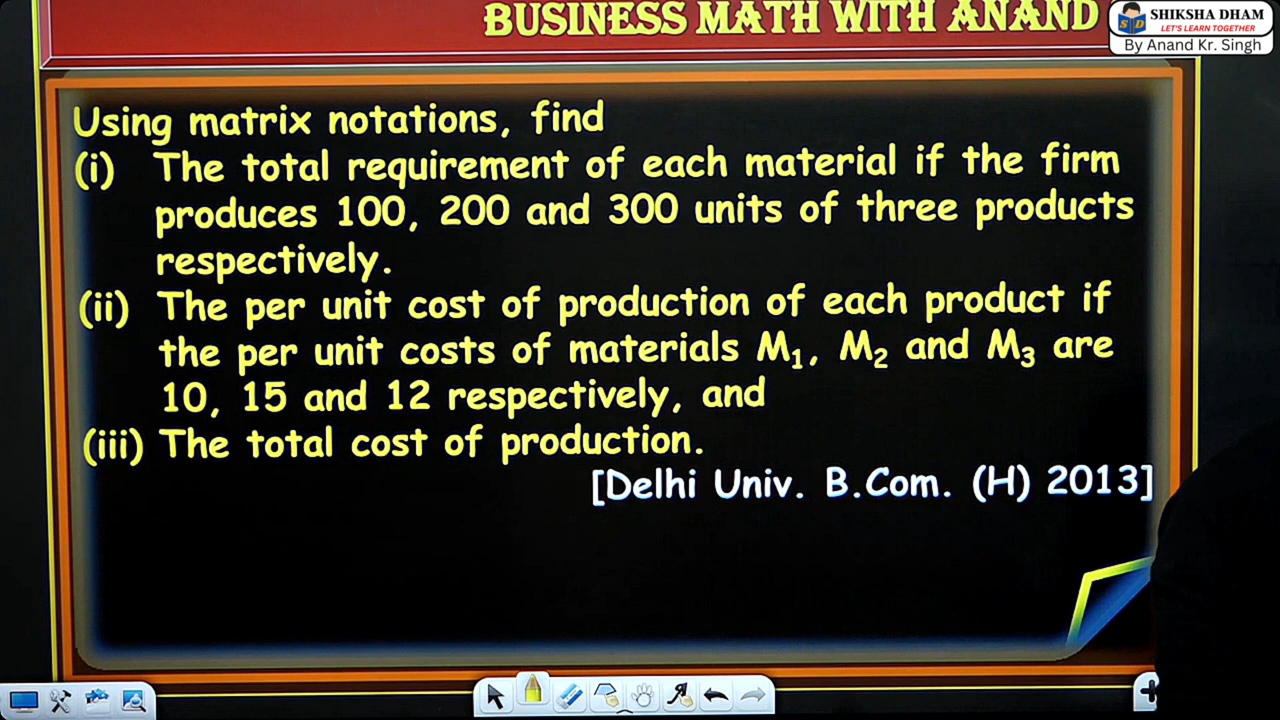 BUSINESS MATH WITH ANAND
SHIKSHA DHAM
LET'S LEARN TOGETHER
By Anand Kr. Singh
S D
Using matrix notations, find
(i) The total requirement of each material if the firm
produces 100, 200 and 300 units of three products
respectively.
(ii) The per unit cost of production of each product if
the per unit costs of materials M₁, M₂ and M₃ are
10, 15 and 12 respectively, and
(iii) The total cost of production.
[Delhi Univ. B.Com. (H) 2013]